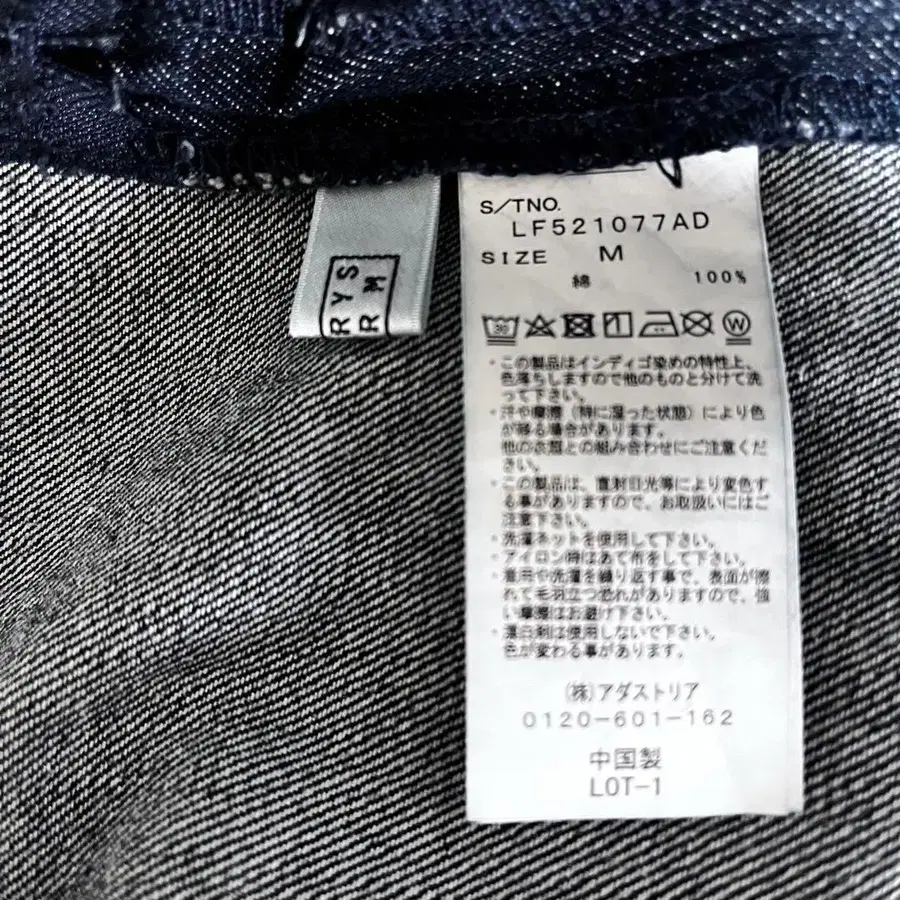 RYS
RM
S/TNO.
LF521077AD
SIZE M
綿 100%
30
W
・この製品はインディゴ染めの特性上、
色落ちしますので他のものと分けて洗
って下さい。
・汗や摩擦（特に湿った状態）により色
が移る場合があります。
他の衣類との組み合わせにご注意くだ
さい。
・この製品は、直射日光等により変色す
る事がありますので、お取扱いにはご
注意下さい。
・洗濯ネットを使用して下さい。
・アイロン時はあて布をして下さい。
・着用や洗濯を繰り返す事で、表面が擦
れて毛羽立つ恐れがありますので、強
い摩擦はお避け下さい。
・漂白剤は使用しないで下さい。
色が変わる事があります。
（株）アダストリア
0120-601-162
中国製
LOT-1